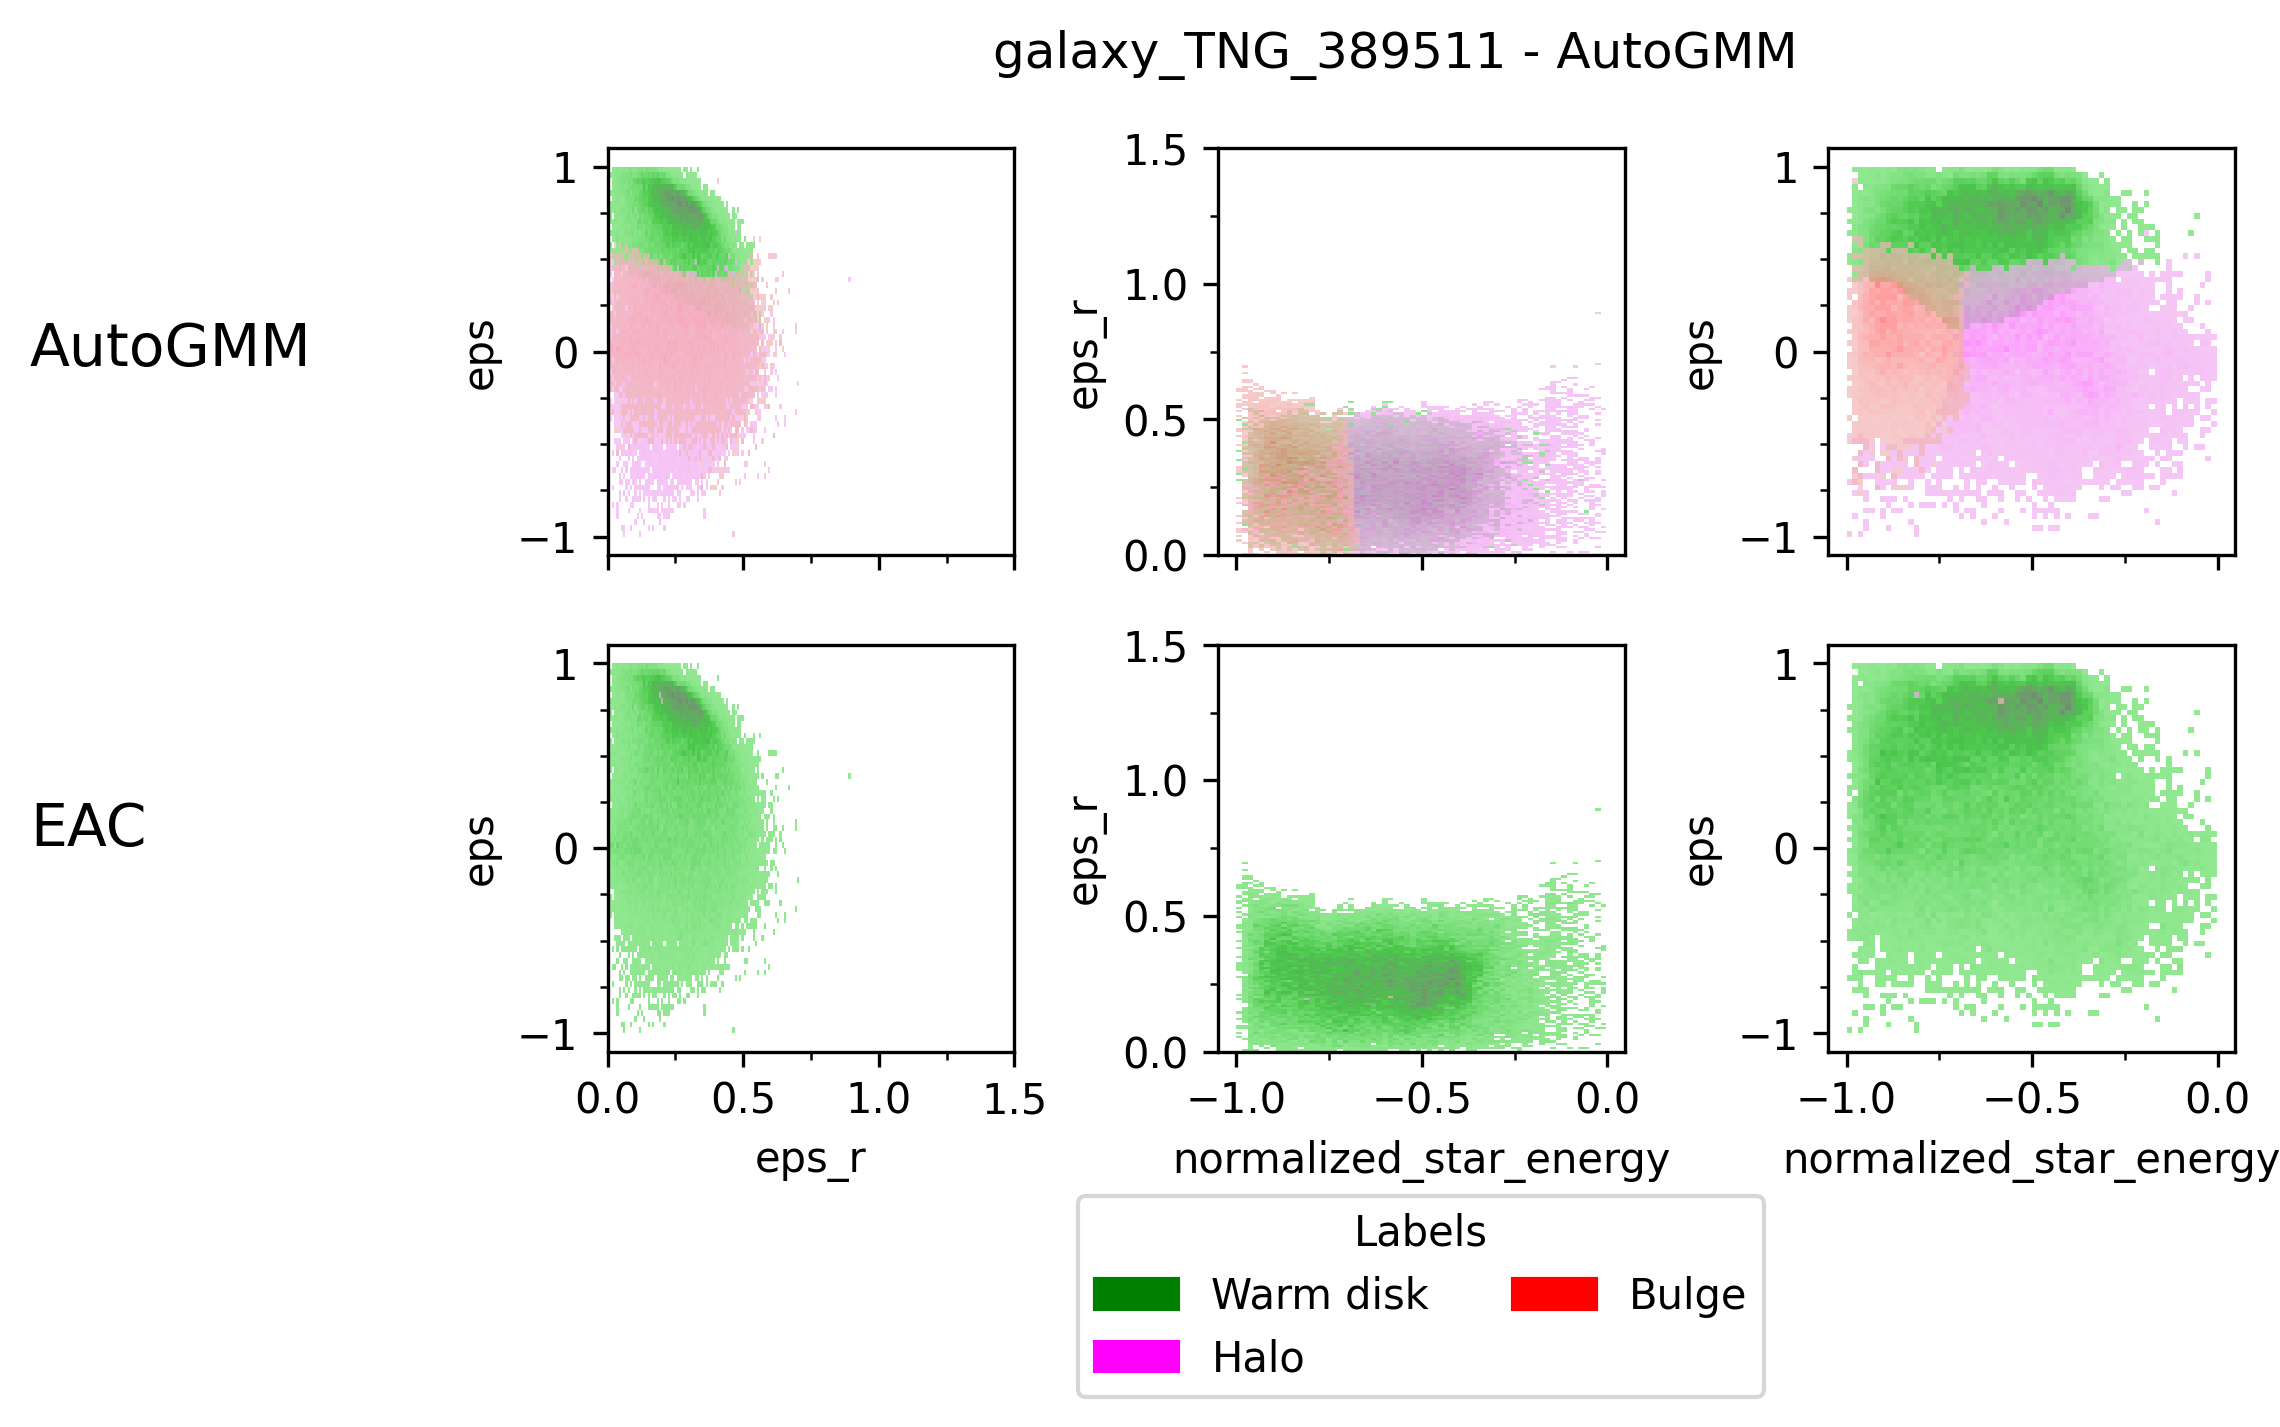 galaxy_TNG_389511 - AutoGMM
AutoGMM
eps
1
0
−1
eps_r
1.5
1.0
0.5
0.0
eps
1
0
−1
EAC
eps
1
0
−1
0.0 0.5 1.0 1.5
eps_r
eps_r
1.5
1.0
0.5
0.0
−1.0 −0.5 0.0
normalized_star_energy
eps
1
0
−1
−1.0 −0.5 0.0
normalized_star_energy
Labels
Warm disk
Bulge
Halo